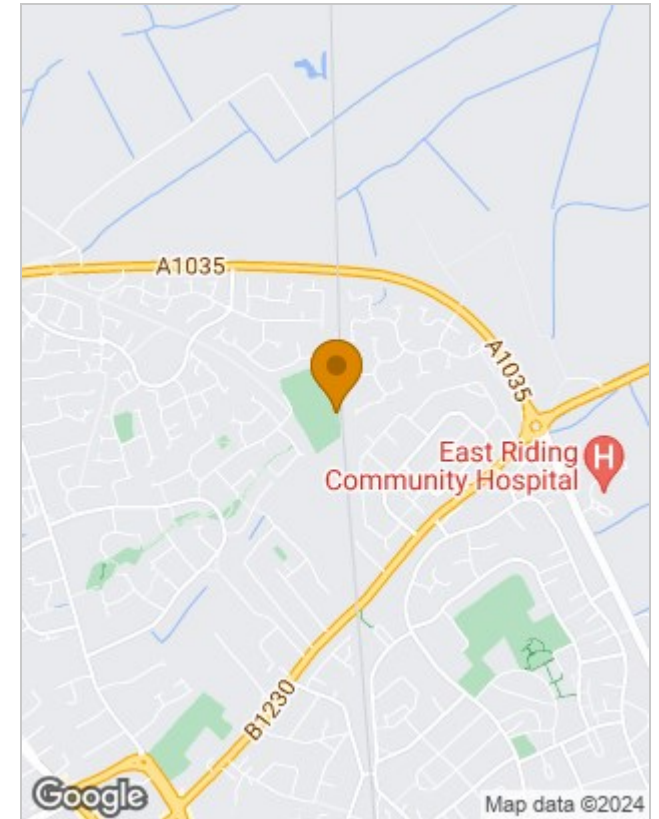 A1035
A1035
East Riding
Community Hospital
H
B1230
Google
Map data ©2024